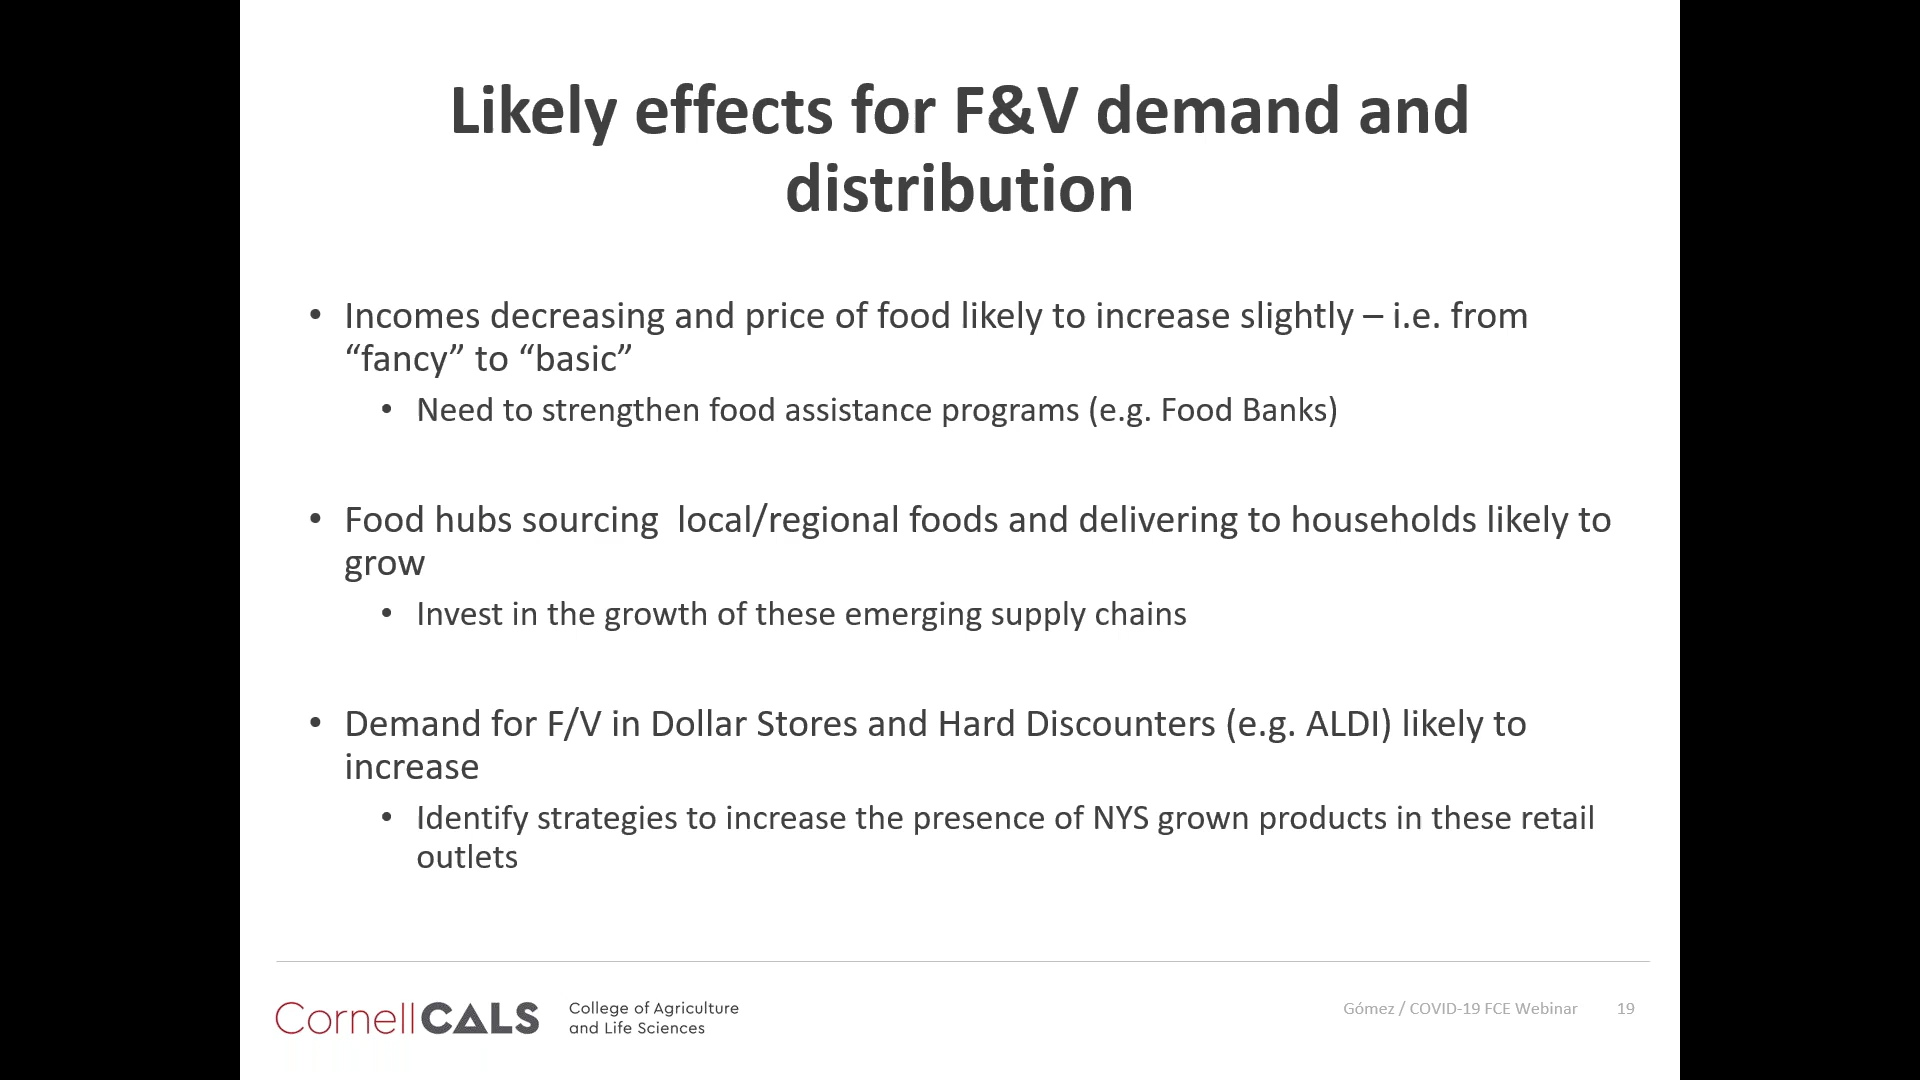 Likely effects for F&V demand and
distribution
• Incomes decreasing and price of food likely to increase slightly – i.e. from
“fancy” to “basic”
• Need to strengthen food assistance programs (e.g. Food Banks)
• Food hubs sourcing  local/regional foods and delivering to households likely to
grow
• Invest in the growth of these emerging supply chains
• Demand for F/V in Dollar Stores and Hard Discounters (e.g. ALDI) likely to
increase
• Identify strategies to increase the presence of NYS grown products in these retail
outlets
CornellCALS
College of Agriculture
and Life Sciences
Gómez / COVID-19 FCE Webinar 19